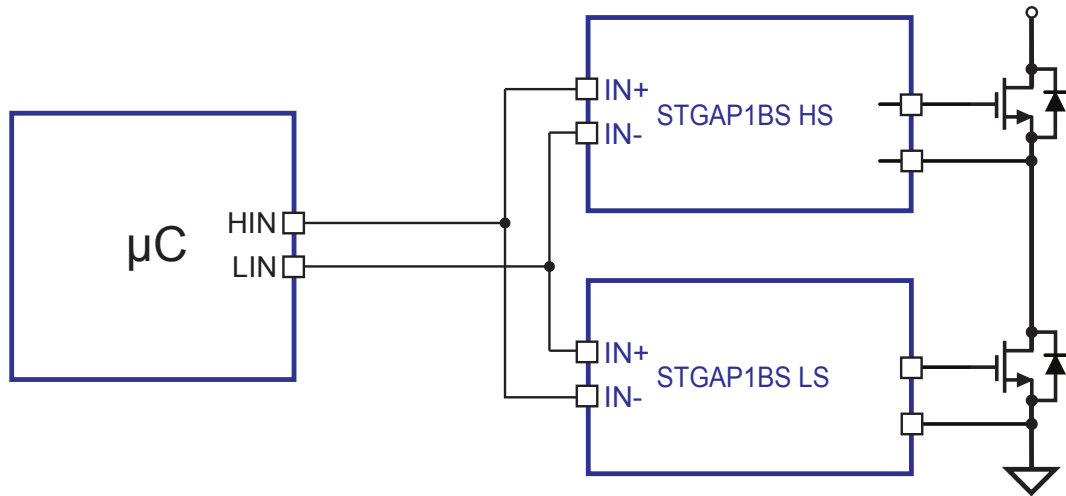 IN+
STGAP1BS HS
IN-
HIN
µC
LIN
IN+
STGAP1BS LS
IN-